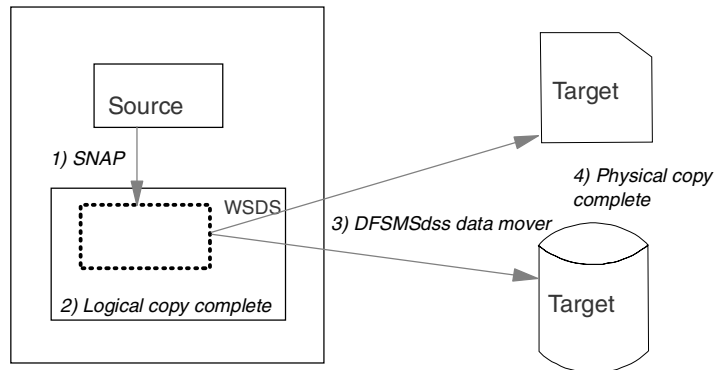 Source
Target
1) SNAP
4) Physical copy
complete
WSDS
3) DFSMSdss data mover
2) Logical copy complete
Target